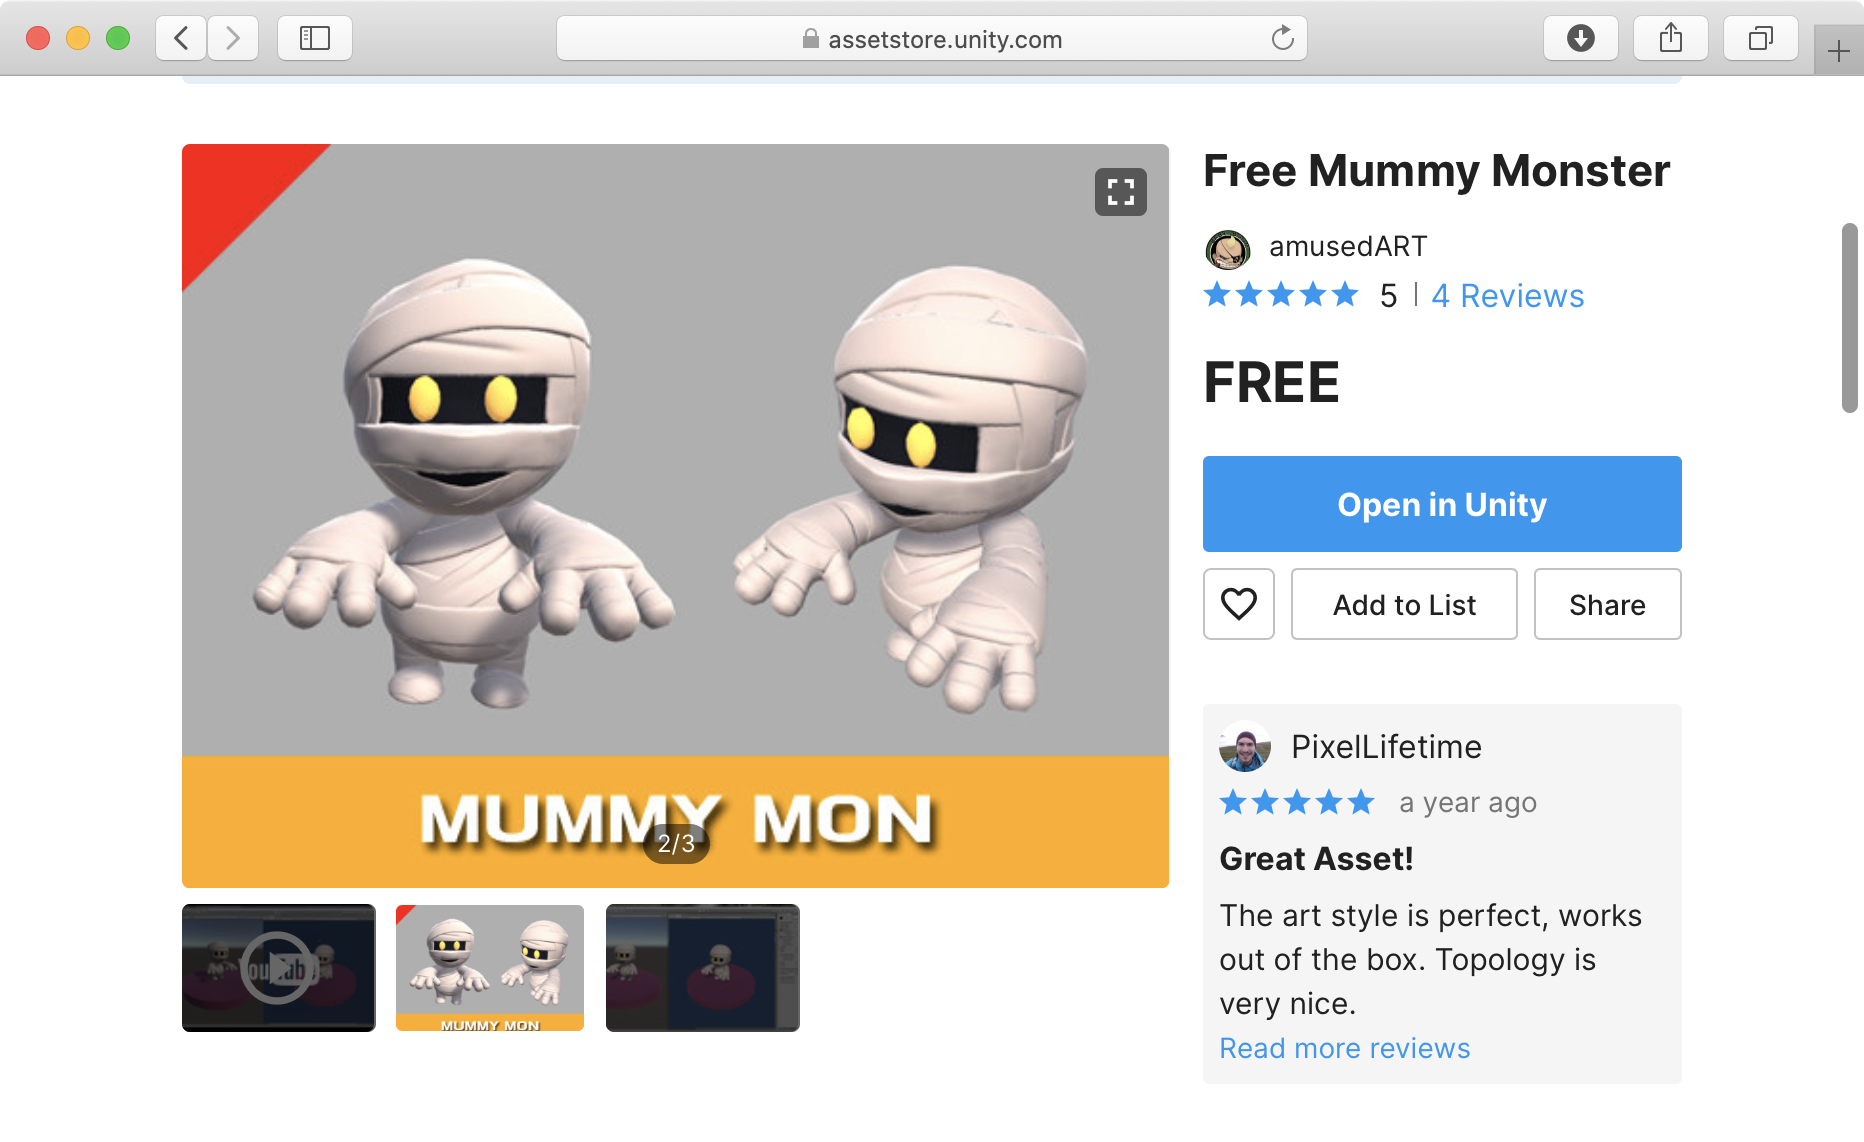 assetstore.unity.com
Free Mummy Monster
amusedART
5 | 4 Reviews
FREE
Open in Unity
Add to List
Share
MUMMY MON
2/3
YouTube
MUMMY MON
PixelLifetime
a year ago
Great Asset!
The art style is perfect, works
out of the box. Topology is
very nice.
Read more reviews